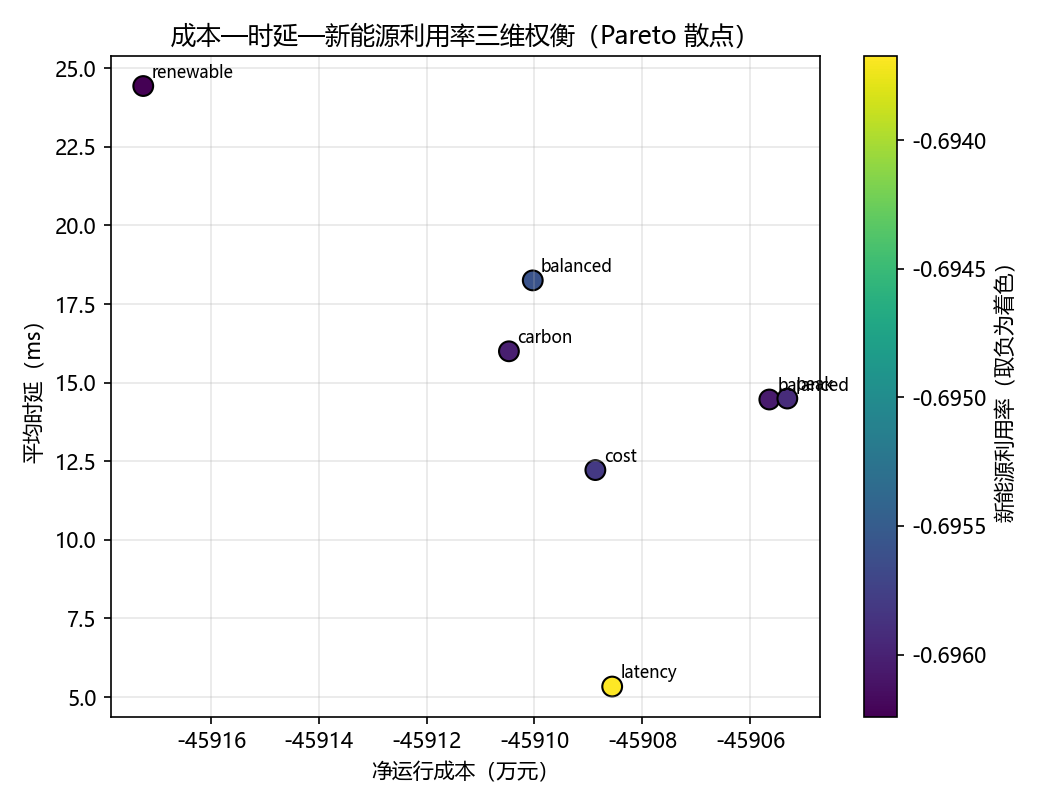 成本—时延—新能源利用率三维权衡（Pareto 散点）
25.0
22.5
20.0
17.5
15.0
12.5
10.0
7.5
5.0
平均时延（ms）
renewable
balanced
carbon
balanced
peak
cost
latency
-45916
-45914
-45912
-45910
-45908
-45906
净运行成本（万元）
-0.6940
-0.6945
-0.6950
-0.6955
-0.6960
新能源利用率（取负为着色）